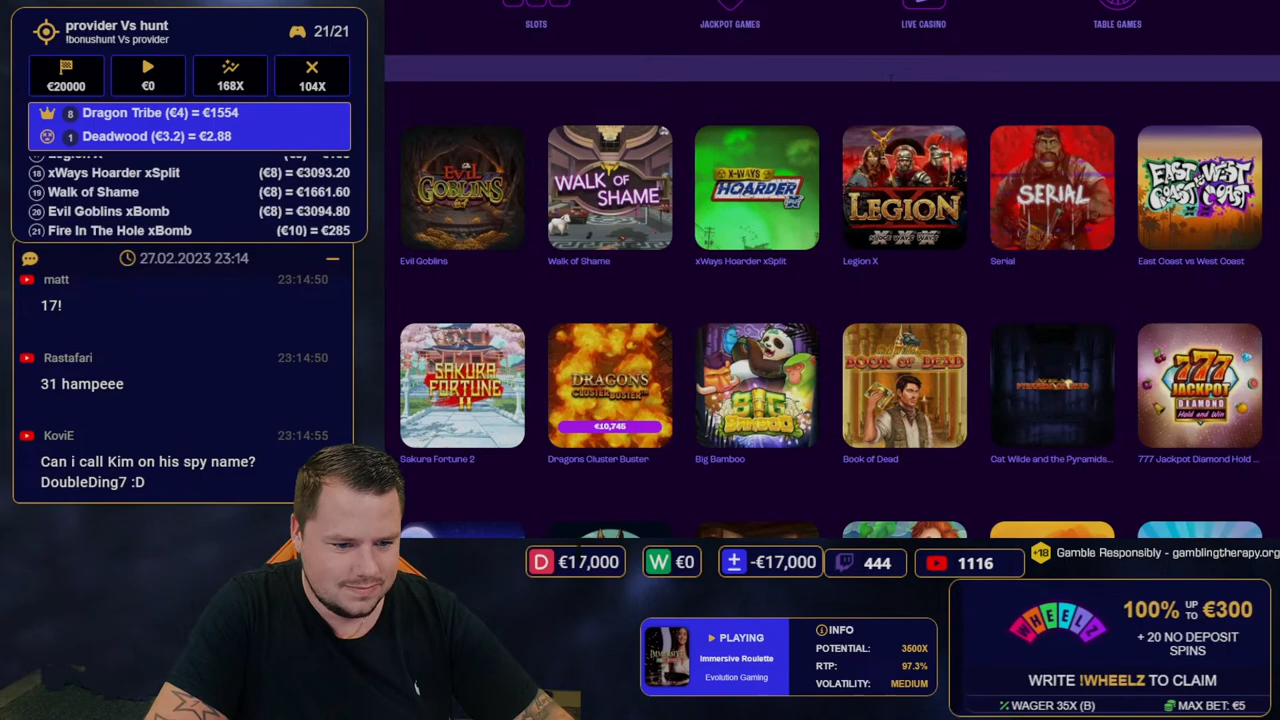 provider Vs hunt
!bonushunt Vs provider
21/21
€20000
€0
168X
104X
8 Dragon Tribe (€4) = €1554
1 Deadwood (€3.2) = €2.88
18 xWays Hoarder xSplit (€8) = €3093.20
19 Walk of Shame (€8) = €1661.60
20 Evil Goblins xBomb (€8) = €3094.80
21 Fire In The Hole xBomb (€10) = €285
27.02.2023 23:14
matt 23:14:50
17!
Rastafari 23:14:50
31 hampeee
KoviE 23:14:55
Can i call Kim on his spy name?
DoubleDing7 :D
SLOTS
JACKPOT GAMES
LIVE CASINO
TABLE GAMES
EVIL
GOBLINS
WALK OF
SHAME
X-WAYS
HOARDER
LEGION
X
SERIAL
EAST WEST
COAST VS COAST
Evil Goblins
Walk of Shame
xWays Hoarder xSplit
Legion X
Serial
East Coast vs West Coast
SAKURA
FORTUNE
II
DRAGONS
CLUSTERBUSTER
€10,745
BIG
BAMBOO
BOOK OF DEAD
PYRAMIDS OF DEAD
777
JACKPOT
DIAMOND
Hold and Win
Sakura Fortune 2
Dragons Cluster Buster
Big Bamboo
Book of Dead
Cat Wilde and the Pyramids...
777 Jackpot Diamond Hold ...
D €17,000
W €0
± -€17,000
444
1116
+18 Gamble Responsibly - gamblingtherapy.org
PLAYING
Immersive Roulette
Evolution Gaming
INFO
POTENTIAL: 3500X
RTP: 97.3%
VOLATILITY: MEDIUM
WHEELZ
100% UP TO €300
+ 20 NO DEPOSIT
SPINS
WRITE !WHEELZ TO CLAIM
WAGER 35X (B)
MAX BET: €5